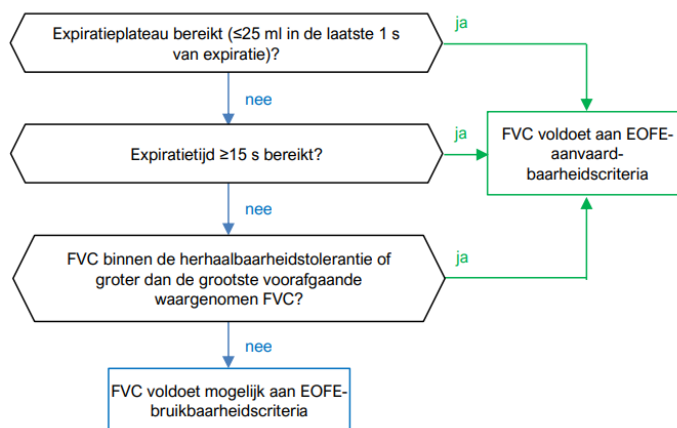 Expiratieplateau bereikt (≤25 ml in de laatste 1 s
van expiratie)?
ja
nee
Expiratietijd ≥15 s bereikt?
ja
FVC voldoet aan EOFE-
aanvaard-
baarheidscriteria
nee
FVC binnen de herhaalbaarheidstolerantie of
groter dan de grootste voorafgaande
waargenomen FVC?
ja
nee
FVC voldoet mogelijk aan EOFE-
bruikbaarheidscriteria